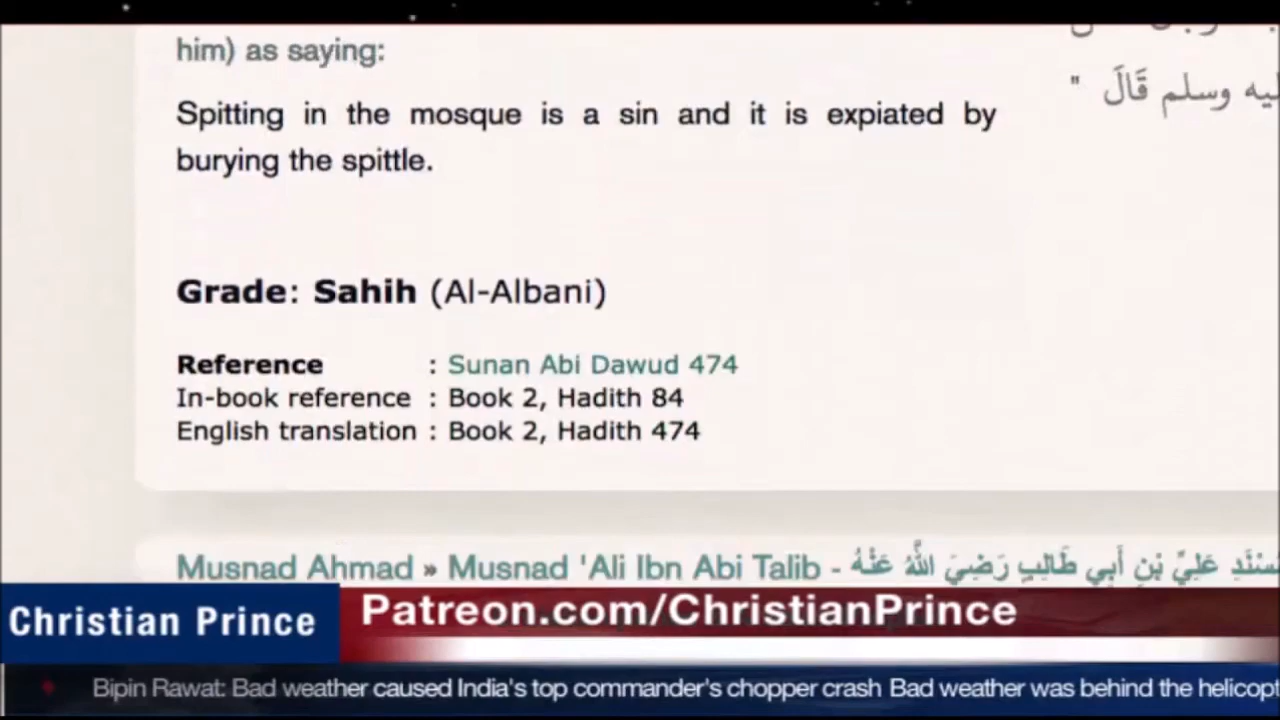 him) as saying:
ليه وسلم قَالَ "
Spitting in the mosque is a sin and it is expiated by
burying the spittle.
Grade: Sahih (Al-Albani)
Reference : Sunan Abi Dawud 474
In-book reference : Book 2, Hadith 84
English translation : Book 2, Hadith 474
Musnad Ahmad » Musnad 'Ali Ibn Abi Talib - سْنَدِ عَلِيِّ بْنِ أَبِي طَالِبٍ رَضِيَ اللَّهُ عَنْهُ
Christian Prince
Patreon.com/ChristianPrince
Bipin Rawat: Bad weather caused India's top commander's chopper crash Bad weather was behind the helicopt